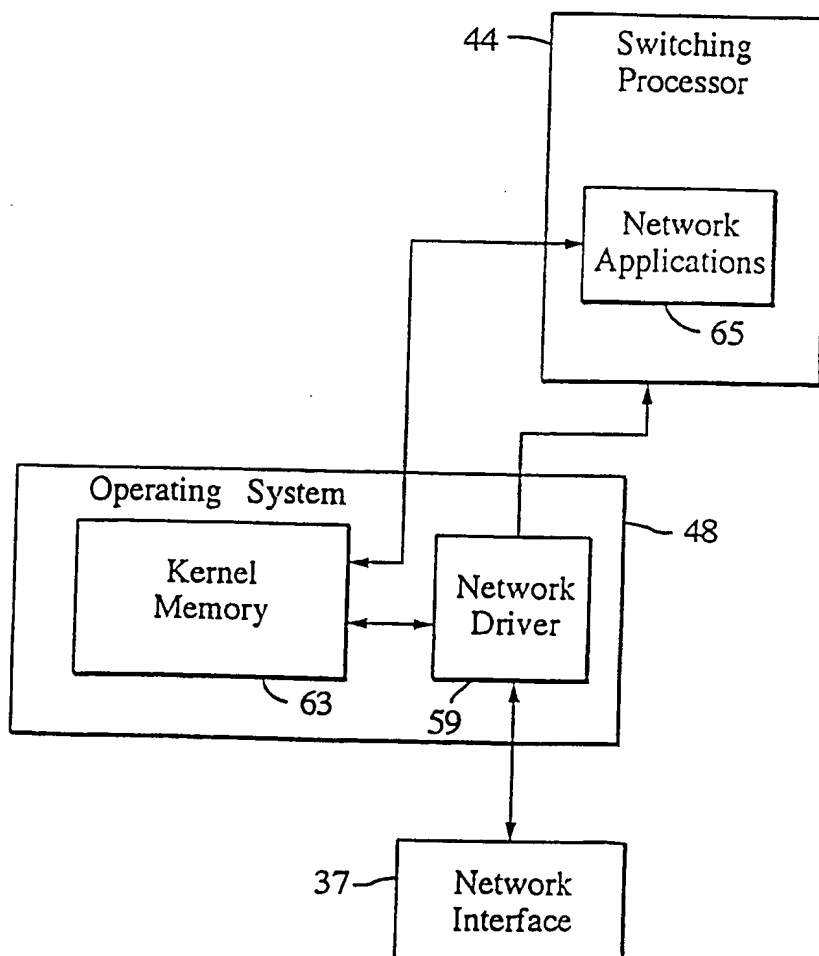 44
Switching
Processor
Network
Applications
65
Operating System
48
Kernel
Memory
Network
Driver
63
59
37
Network
Interface